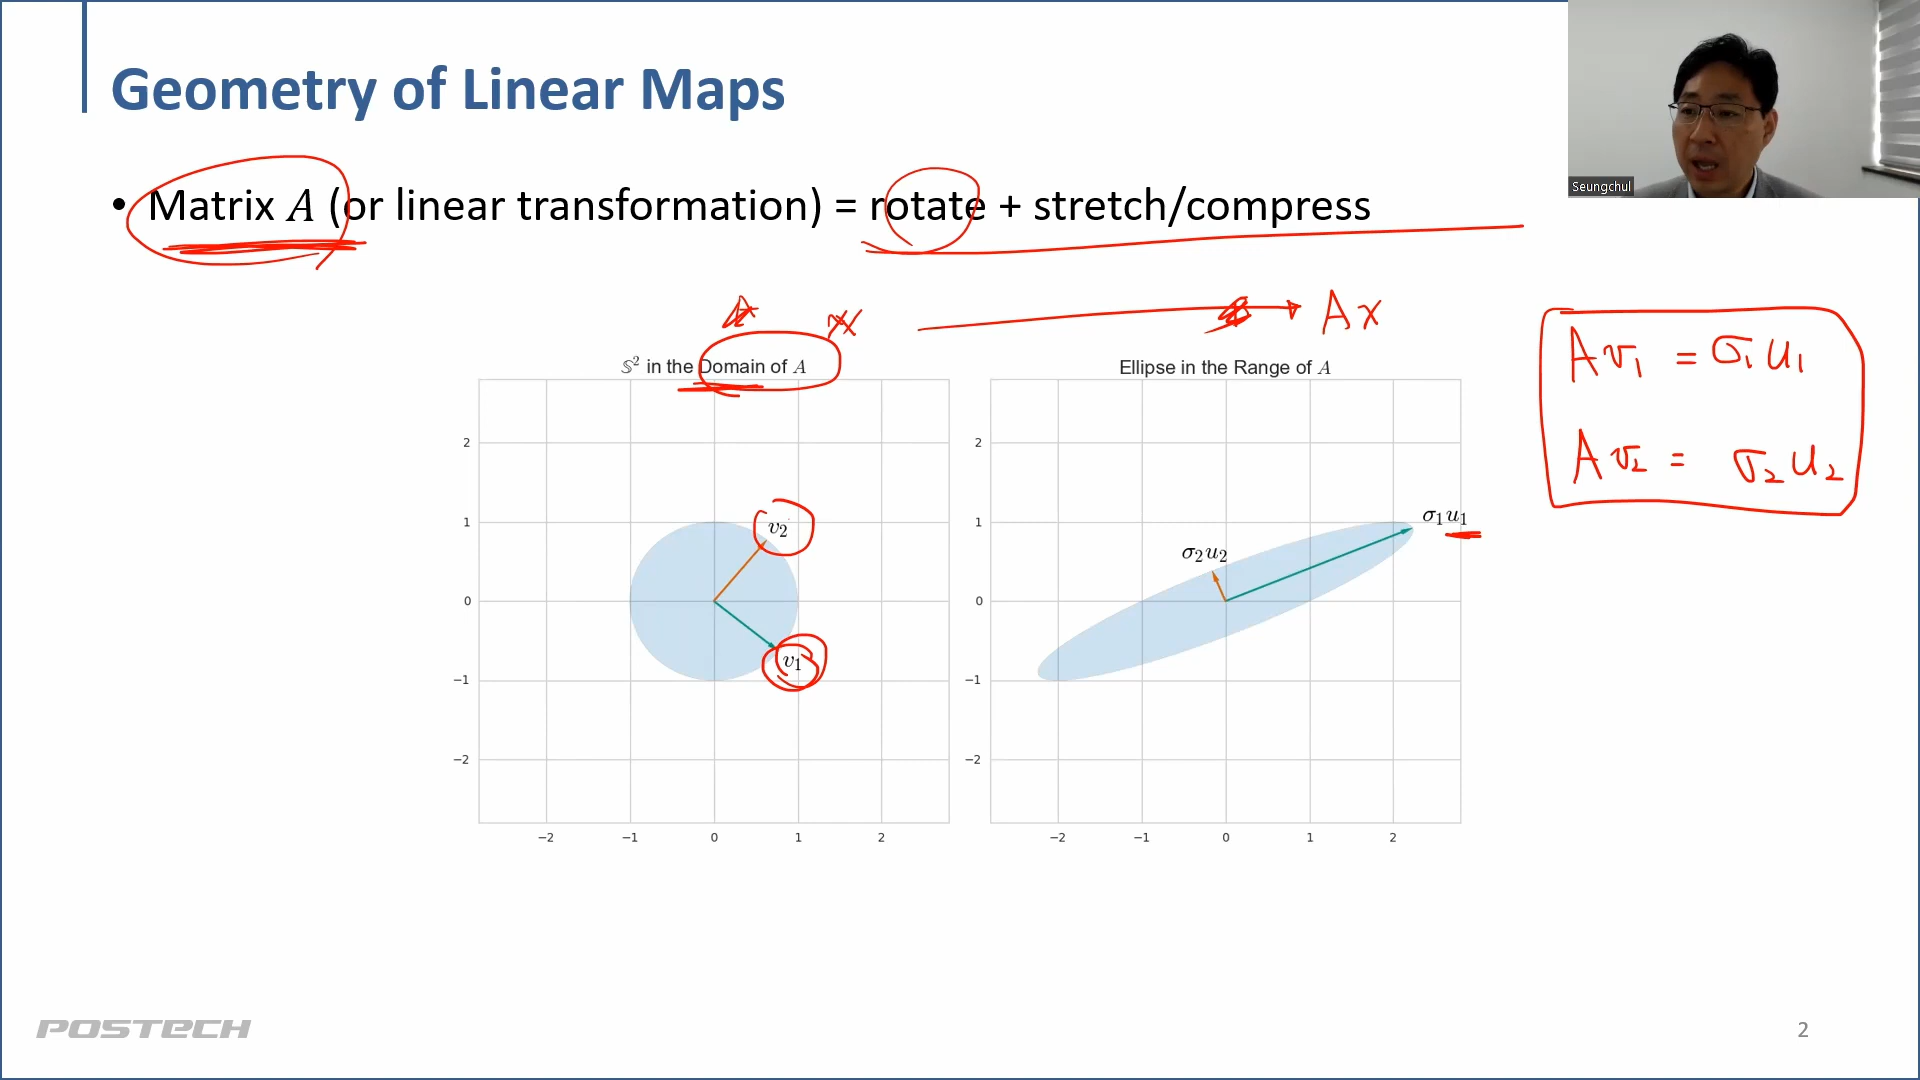 Geometry of Linear Maps
Seungchul
• Matrix A (or linear transformation) = rotate + stretch/compress
x
Ax
𝕊² in the Domain of A
Ellipse in the Range of A
Av₁ = σ₁u₁
Av₂ = σ₂u₂
2
1
0
−1
−2
−2 −1 0 1 2
v₂
v₁
2
1
0
−1
−2
−2 −1 0 1 2
σ₁u₁
σ₂u₂
POSTECH
2